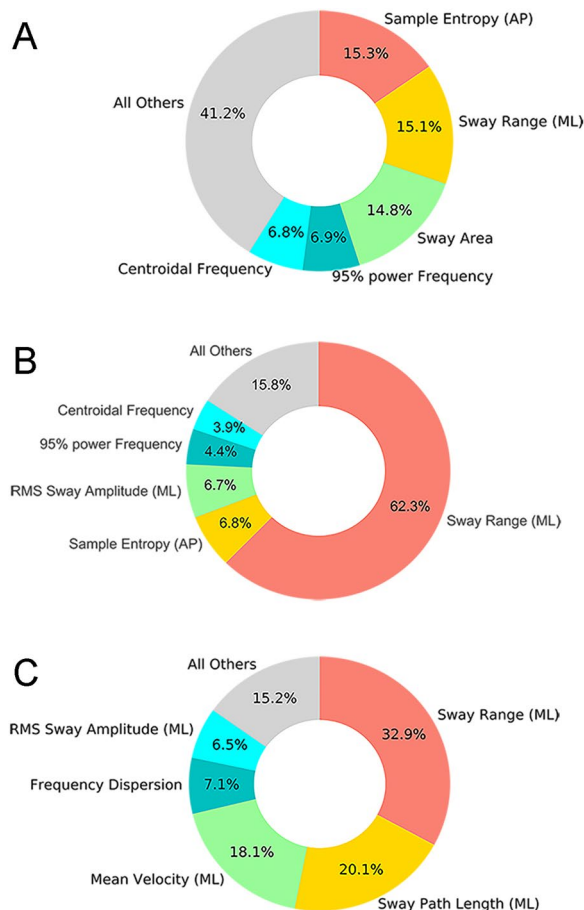 A
Sample Entropy (AP)
15.3%
All Others
41.2%
Sway Range (ML)
15.1%
14.8%
Sway Area
6.8%
6.9%
Centroidal Frequency
95% power Frequency
B
All Others
15.8%
Centroidal Frequency
3.9%
95% power Frequency
4.4%
RMS Sway Amplitude (ML)
6.7%
62.3%
Sway Range (ML)
6.8%
Sample Entropy (AP)
C
All Others
15.2%
Sway Range (ML)
32.9%
RMS Sway Amplitude (ML)
6.5%
Frequency Dispersion
7.1%
18.1%
Mean Velocity (ML)
20.1%
Sway Path Length (ML)